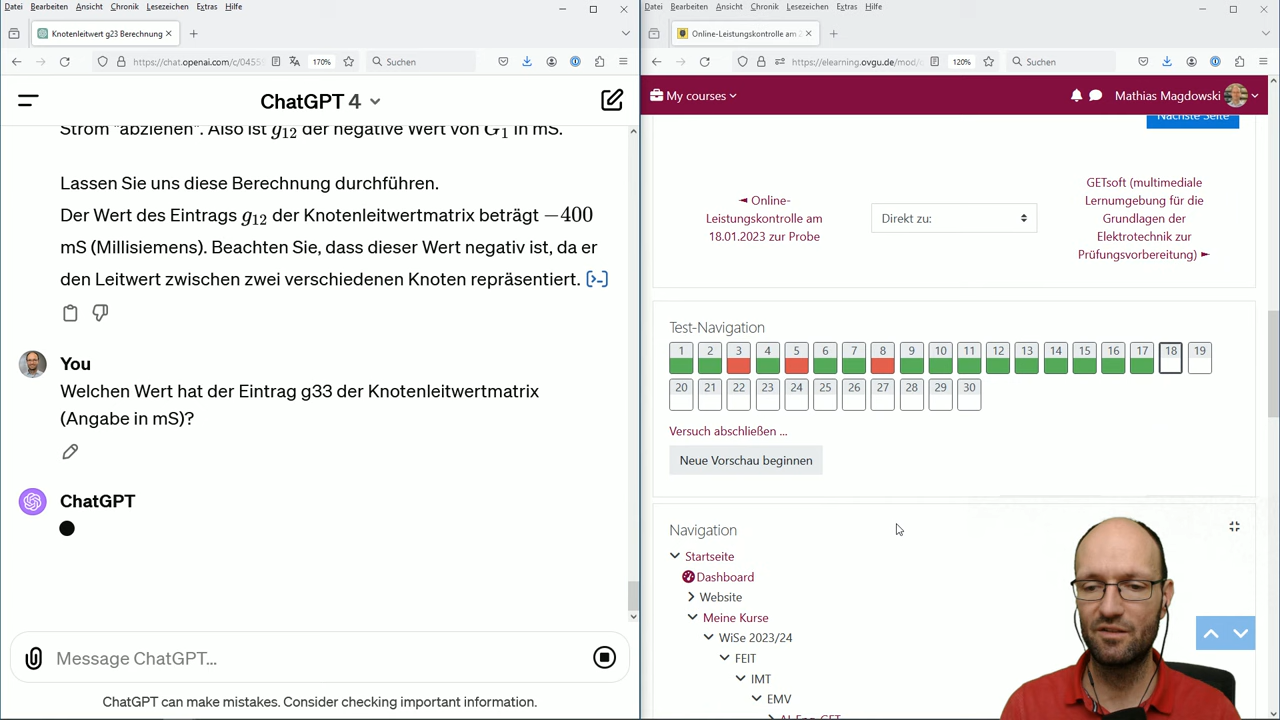 Datei Bearbeiten Ansicht Chronik Lesezeichen Extras Hilfe
Knotenleitwert g23 Berechnung
https://chat.openai.com/c/0455
170%
Suchen
ChatGPT 4
Strom "abziehen". Also ist g12 der negative Wert von G1 in mS.
Lassen Sie uns diese Berechnung durchführen.
Der Wert des Eintrags g12 der Knotenleitwertmatrix beträgt −400
mS (Millisiemens). Beachten Sie, dass dieser Wert negativ ist, da er
den Leitwert zwischen zwei verschiedenen Knoten repräsentiert. [>-]
You
Welchen Wert hat der Eintrag g33 der Knotenleitwertmatrix
(Angabe in mS)?
ChatGPT
Message ChatGPT...
ChatGPT can make mistakes. Consider checking important information.
Datei Bearbeiten Ansicht Chronik Lesezeichen Extras Hilfe
Online-Leistungskontrolle am
https://elearning.ovgu.de/mod/
120%
Suchen
My courses
Mathias Magdowski
Nächste Seite
◄ Online-
Leistungskontrolle am
18.01.2023 zur Probe
Direkt zu:
GETsoft (multimediale
Lernumgebung für die
Grundlagen der
Elektrotechnik zur
Prüfungsvorbereitung) ►
Test-Navigation
1 2 3 4 5 6 7 8 9 10 11 12 13 14 15 16 17 18 19
20 21 22 23 24 25 26 27 28 29 30
Versuch abschließen ...
Neue Vorschau beginnen
Navigation
Startseite
Dashboard
Website
Meine Kurse
WiSe 2023/24
FEIT
IMT
EMV